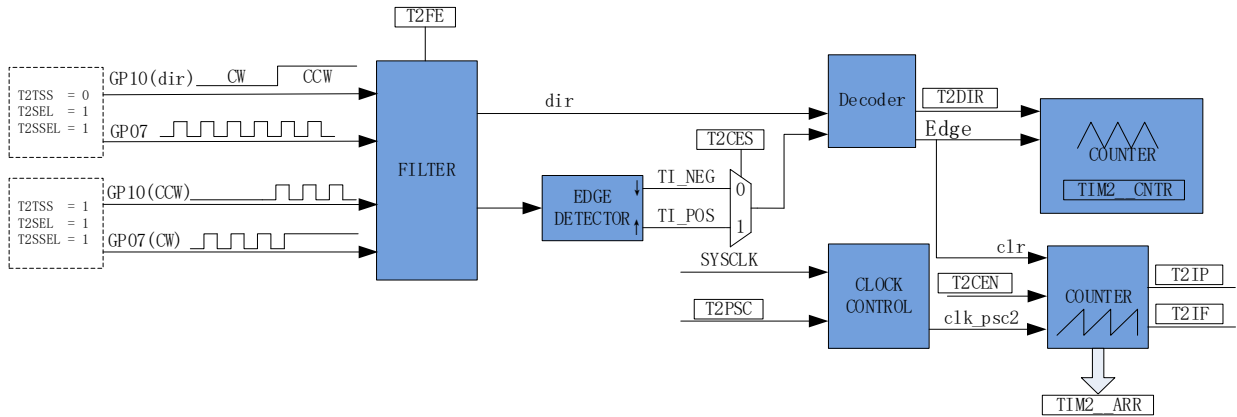 T2FE
T2TSS = 0
T2SEL = 1
T2SSEL = 1
GP10(dir)
CW
CCW
GP07
T2TSS = 1
T2SEL = 1
T2SSEL = 1
GP10(CCW)
GP07(CW)
FILTER
dir
EDGE
DETECTOR
TI_NEG
TI_POS
T2CES
0
1
Decoder
T2DIR
Edge
COUNTER
TIM2__CNTR
SYSCLK
T2PSC
CLOCK
CONTROL
clr
T2CEN
clk_psc2
COUNTER
T2IP
T2IF
TIM2__ARR